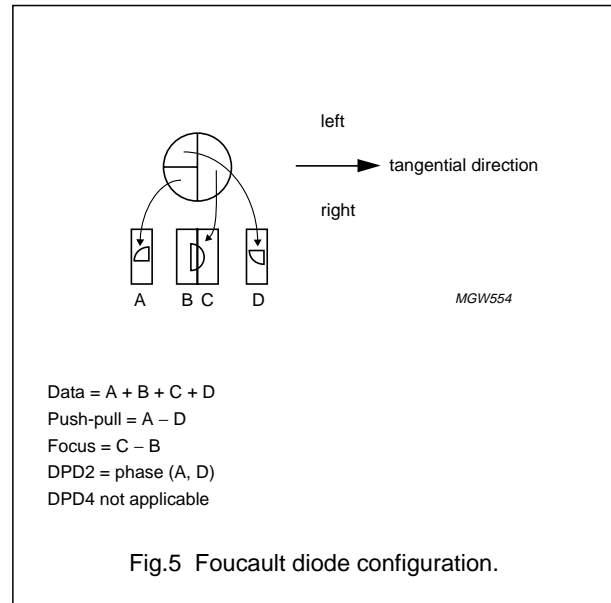 left
tangential direction
right
A B C D
MGW554
Data = A + B + C + D
Push-pull = A − D
Focus = C − B
DPD2 = phase (A, D)
DPD4 not applicable
Fig.5 Foucault diode configuration.